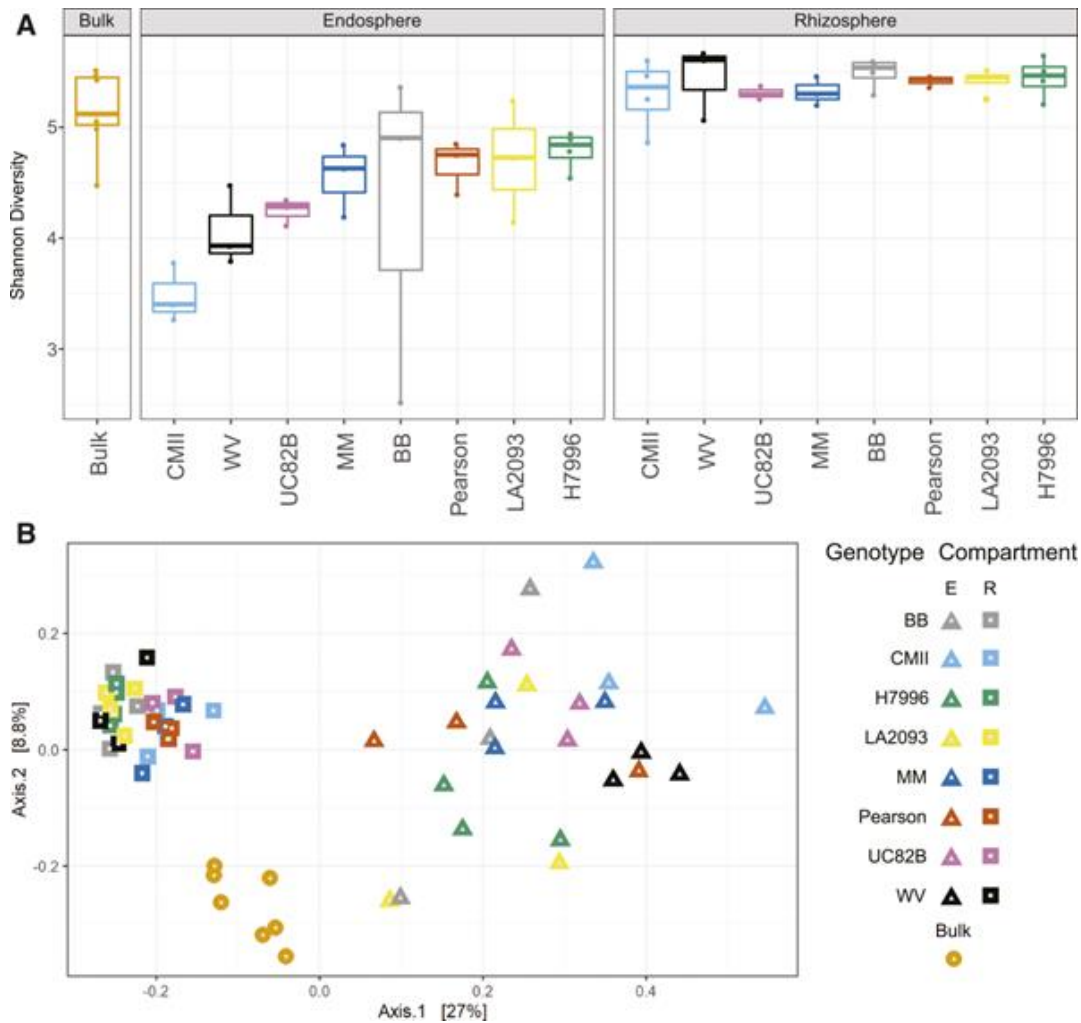 A
Bulk
Endosphere
Rhizosphere
Shannon Diversity
5
4
3
Bulk
CMII
WV
UC82B
MM
BB
Pearson
LA2093
H7996
CMII
WV
UC82B
MM
BB
Pearson
LA2093
H7996
B
Axis.2 [8.8%]
0.2
0.0
-0.2
-0.2
0.0
0.2
0.4
Axis.1 [27%]
Genotype Compartment
E R
BB
CMII
H7996
LA2093
MM
Pearson
UC82B
WV
Bulk